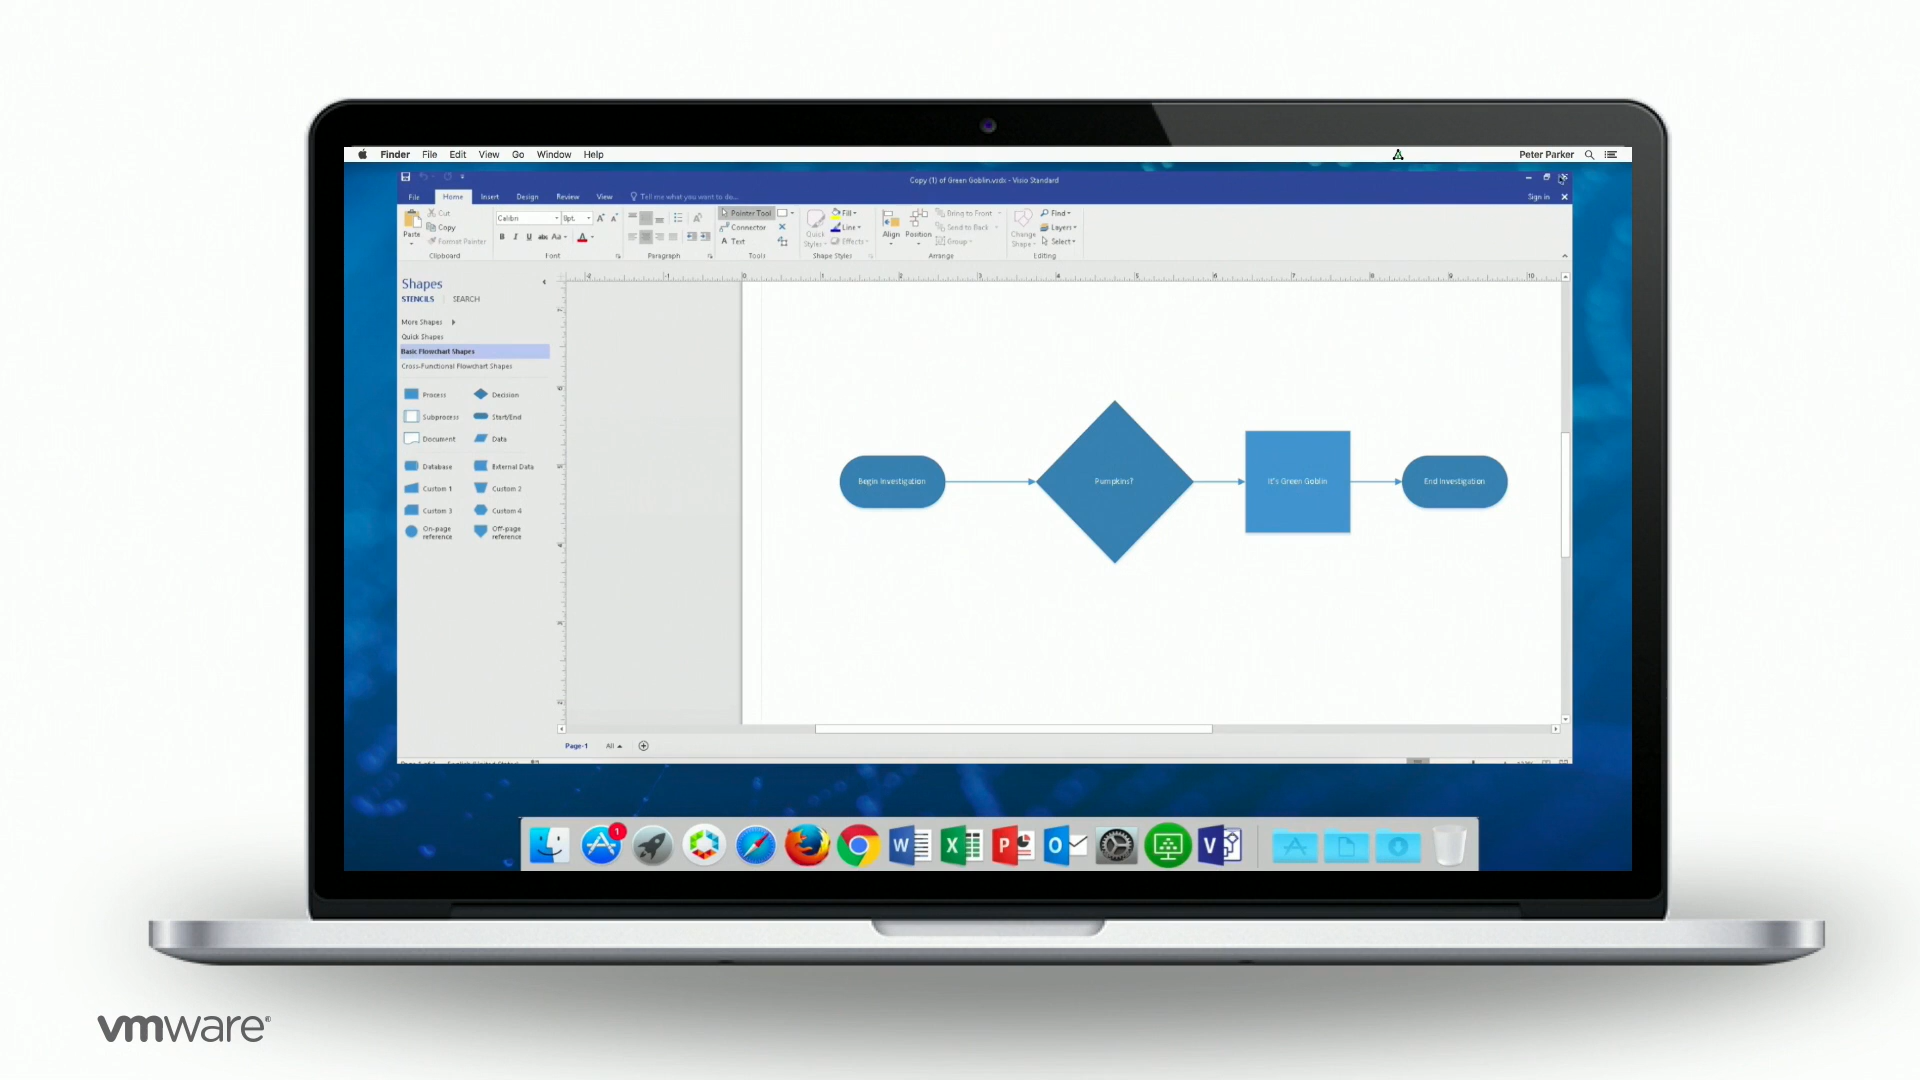 Finder File Edit View Go Window Help Peter Parker
Copy (1) of Green Goblin.vsdx - Visio Standard
File Home Insert Design Review View Tell me what you want to do... Sign in
Paste
Cut
Copy
Format Painter
Clipboard
Calibri 8pt.
B I U abc Aa A
Font
Paragraph
Pointer Tool
Connector
A Text
Tools
Quick Styles
Fill
Line
Effects
Shape Styles
Align
Position
Bring to Front
Send to Back
Group
Arrange
Change Shape
Find
Layers
Select
Editing
Shapes
STENCILS SEARCH
More Shapes
Quick Shapes
Basic Flowchart Shapes
Cross-Functional Flowchart Shapes
Process Decision
Subprocess Start/End
Document Data
Database External Data
Custom 1 Custom 2
Custom 3 Custom 4
On-page reference Off-page reference
Begin Investigation
Pumpkins?
It's Green Goblin
End Investigation
Page-1 All
1
W X P O V
vmware®